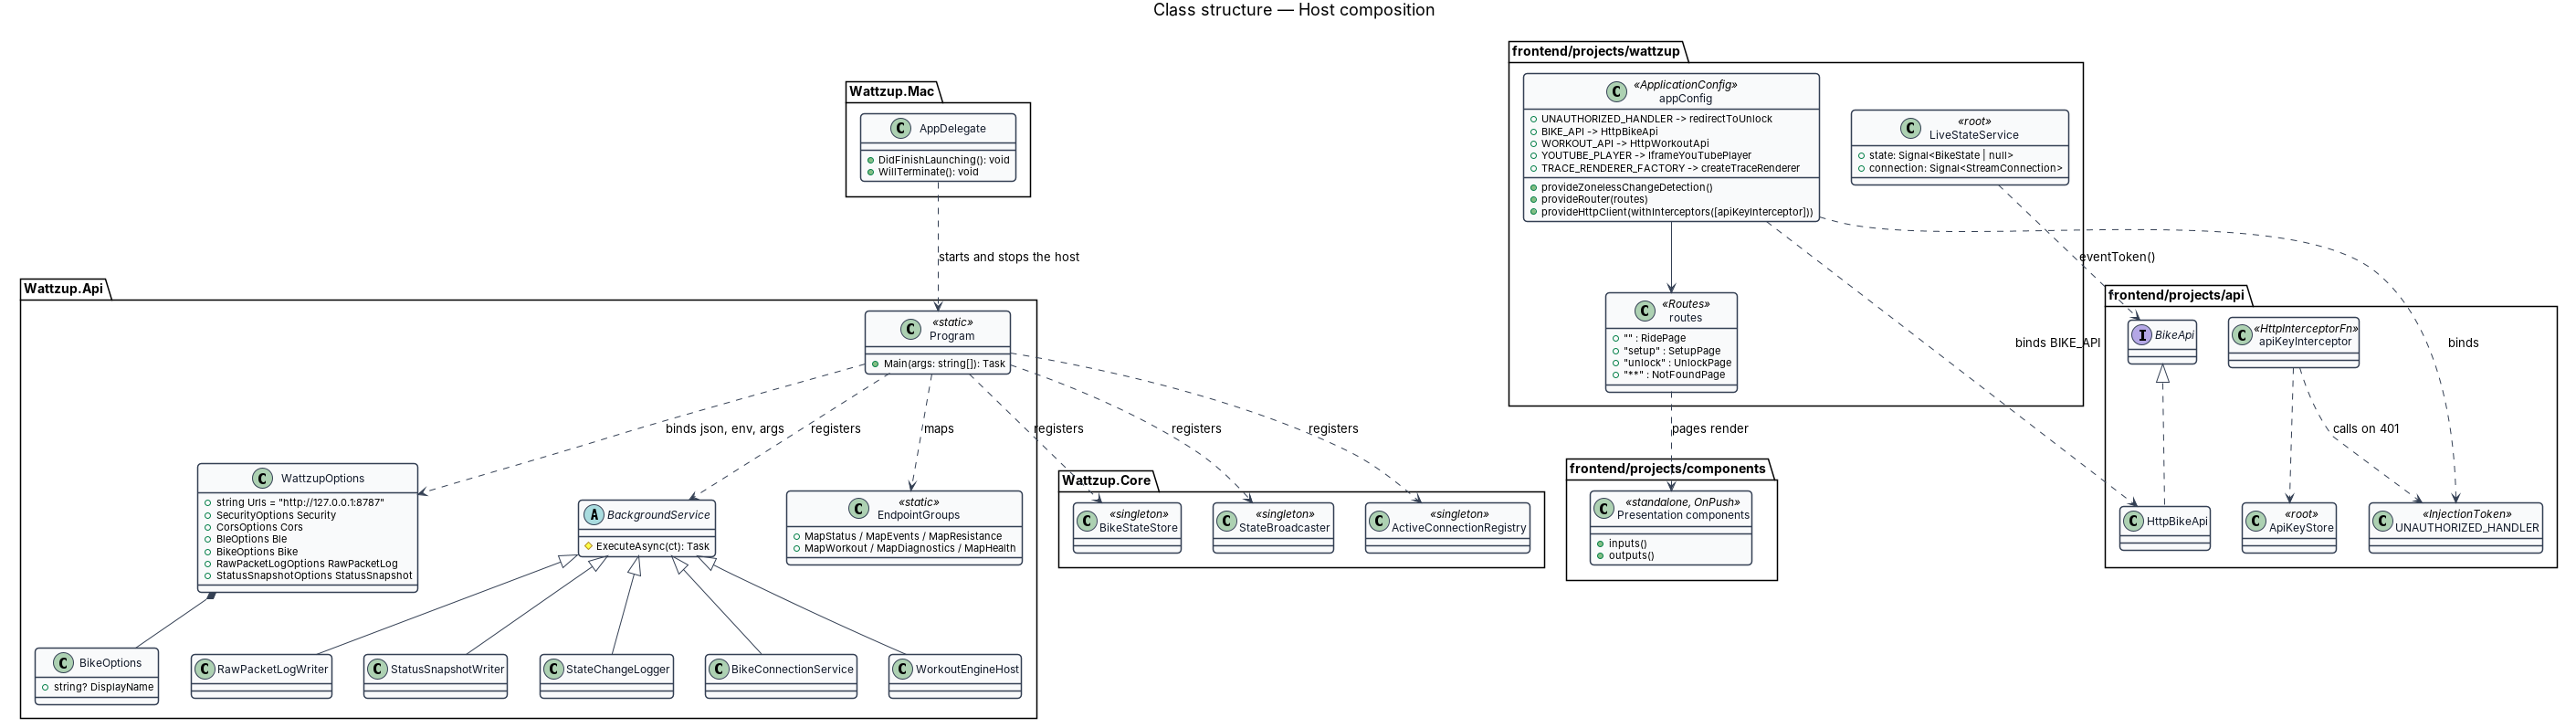 Class structure — Host composition
Wattzup.Mac
C AppDelegate
DidFinishLaunching(): void
WillTerminate(): void
starts and stops the host
Wattzup.Api
C «static»
Program
Main(args: string[]): Task
binds json, env, args
registers
maps
registers
registers
registers
C WattzupOptions
string Urls = "http://127.0.0.1:8787"
SecurityOptions Security
CorsOptions Cors
BleOptions Ble
BikeOptions Bike
RawPacketLogOptions RawPacketLog
StatusSnapshotOptions StatusSnapshot
A BackgroundService
ExecuteAsync(ct): Task
C «static»
EndpointGroups
MapStatus / MapEvents / MapResistance
MapWorkout / MapDiagnostics / MapHealth
C BikeOptions
string? DisplayName
C RawPacketLogWriter
C StatusSnapshotWriter
C StateChangeLogger
C BikeConnectionService
C WorkoutEngineHost
Wattzup.Core
C «singleton»
BikeStateStore
C «singleton»
StateBroadcaster
C «singleton»
ActiveConnectionRegistry
frontend/projects/wattzup
C «ApplicationConfig»
appConfig
UNAUTHORIZED_HANDLER -> redirectToUnlock
BIKE_API -> HttpBikeApi
WORKOUT_API -> HttpWorkoutApi
YOUTUBE_PLAYER -> IframeYouTubePlayer
TRACE_RENDERER_FACTORY -> createTraceRenderer
provideZonelessChangeDetection()
provideRouter(routes)
provideHttpClient(withInterceptors([apiKeyInterceptor]))
C «root»
LiveStateService
state: Signal<BikeState | null>
connection: Signal<StreamConnection>
C «Routes»
routes
"" : RidePage
"setup" : SetupPage
"unlock" : UnlockPage
"**" : NotFoundPage
pages render
eventToken()
binds BIKE_API
binds
frontend/projects/components
C «standalone, OnPush»
Presentation components
inputs()
outputs()
frontend/projects/api
I BikeApi
C «HttpInterceptorFn»
apiKeyInterceptor
calls on 401
C HttpBikeApi
C «root»
ApiKeyStore
C «InjectionToken»
UNAUTHORIZED_HANDLER